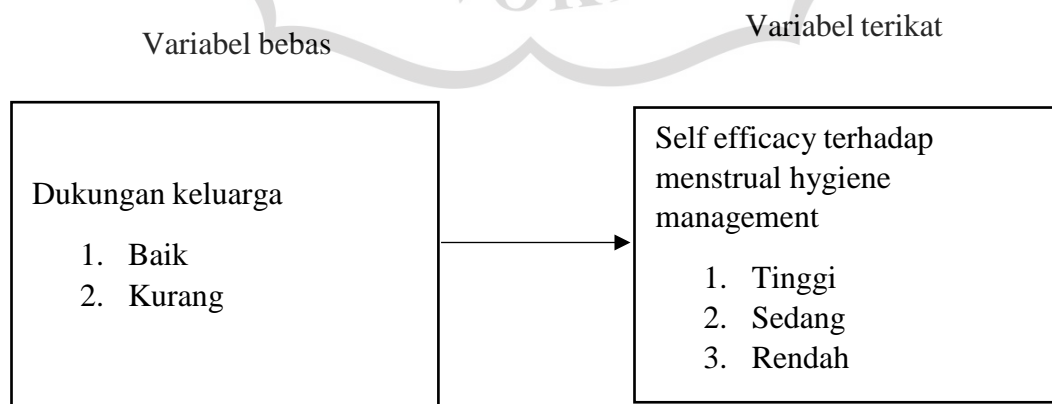 Variabel bebas
Variabel terikat
Dukungan keluarga
1. Baik
2. Kurang
Self efficacy terhadap
menstrual hygiene
management
1. Tinggi
2. Sedang
3. Rendah